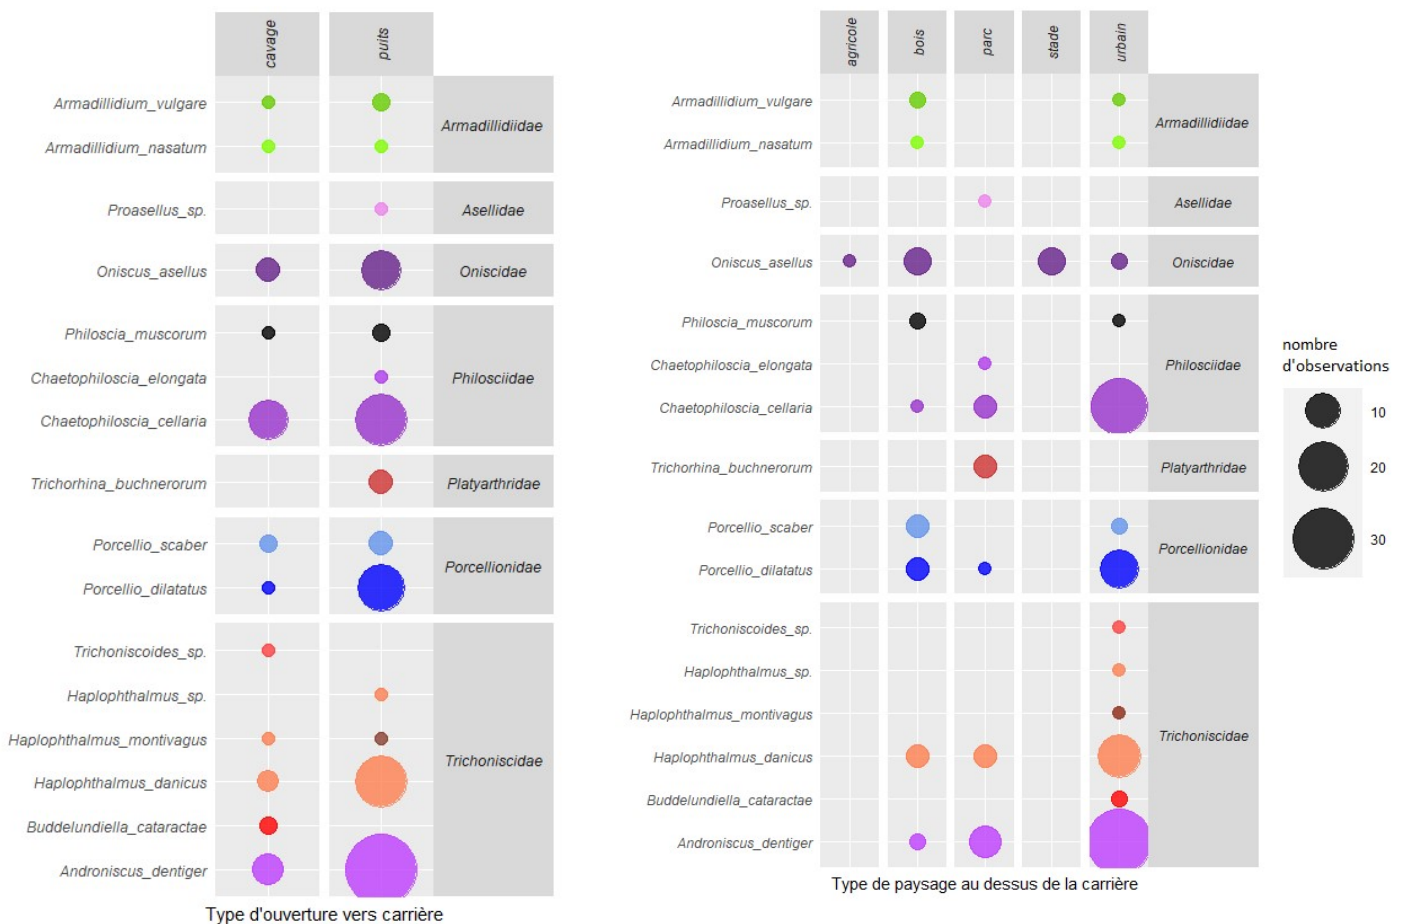 cavage
puits
Armadillidium_vulgare
Armadillidium_nasatum
Armadillidiidae
Proasellus_sp.
Asellidae
Oniscus_asellus
Oniscidae
Philoscia_muscorum
Chaetophiloscia_elongata
Chaetophiloscia_cellaria
Philosciidae
Trichorhina_buchnerorum
Platyarthridae
Porcellio_scaber
Porcellio_dilatatus
Porcellionidae
Trichoniscoides_sp.
Haplophthalmus_sp.
Haplophthalmus_montivagus
Haplophthalmus_danicus
Buddelundiella_cataractae
Androniscus_dentiger
Trichoniscidae
Type d'ouverture vers carrière
agricole
bois
parc
stade
urbain
Armadillidium_vulgare
Armadillidium_nasatum
Armadillidiidae
Proasellus_sp.
Asellidae
Oniscus_asellus
Oniscidae
Philoscia_muscorum
Chaetophiloscia_elongata
Chaetophiloscia_cellaria
Philosciidae
Trichorhina_buchnerorum
Platyarthridae
Porcellio_scaber
Porcellio_dilatatus
Porcellionidae
Trichoniscoides_sp.
Haplophthalmus_sp.
Haplophthalmus_montivagus
Haplophthalmus_danicus
Buddelundiella_cataractae
Androniscus_dentiger
Trichoniscidae
Type de paysage au dessus de la carrière
nombre
d'observations
10
20
30